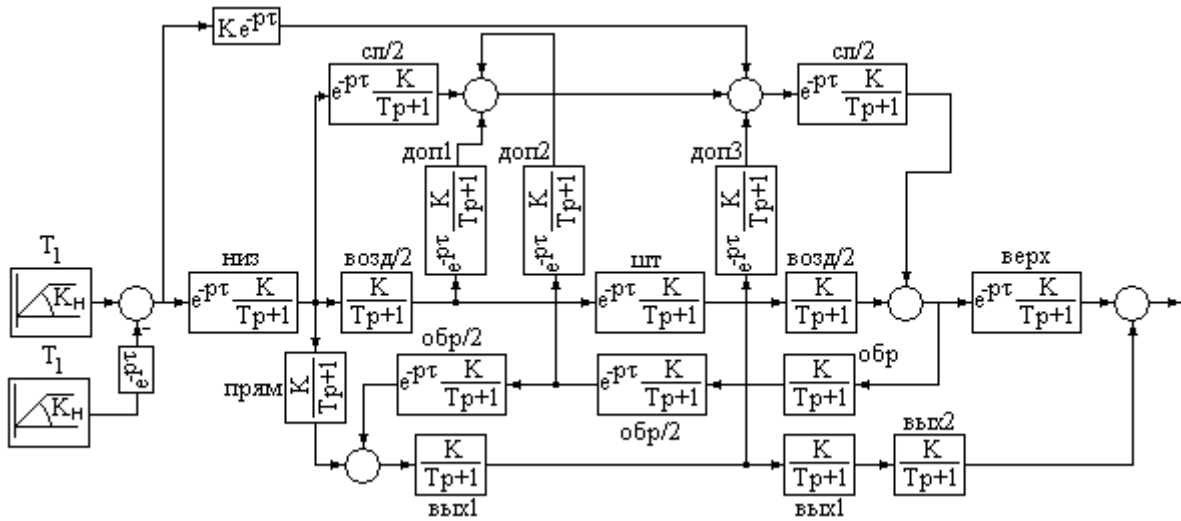 Ke-pτ
сл/2
e-pτ K/Tp+1
сл/2
e-pτ K/Tp+1
доп1
e-pτ K/Tp+1
доп2
e-pτ K/Tp+1
доп3
e-pτ K/Tp+1
T1
Kн
низ
e-pτ K/Tp+1
возд/2
K/Tp+1
шт
e-pτ K/Tp+1
возд/2
K/Tp+1
верх
e-pτ K/Tp+1
-
e-pτ
T1
Kн
прям
K/Tp+1
обр/2
e-pτ K/Tp+1
e-pτ K/Tp+1
обр/2
обр
K/Tp+1
K/Tp+1
вых1
K/Tp+1
вых1
вых2
K/Tp+1